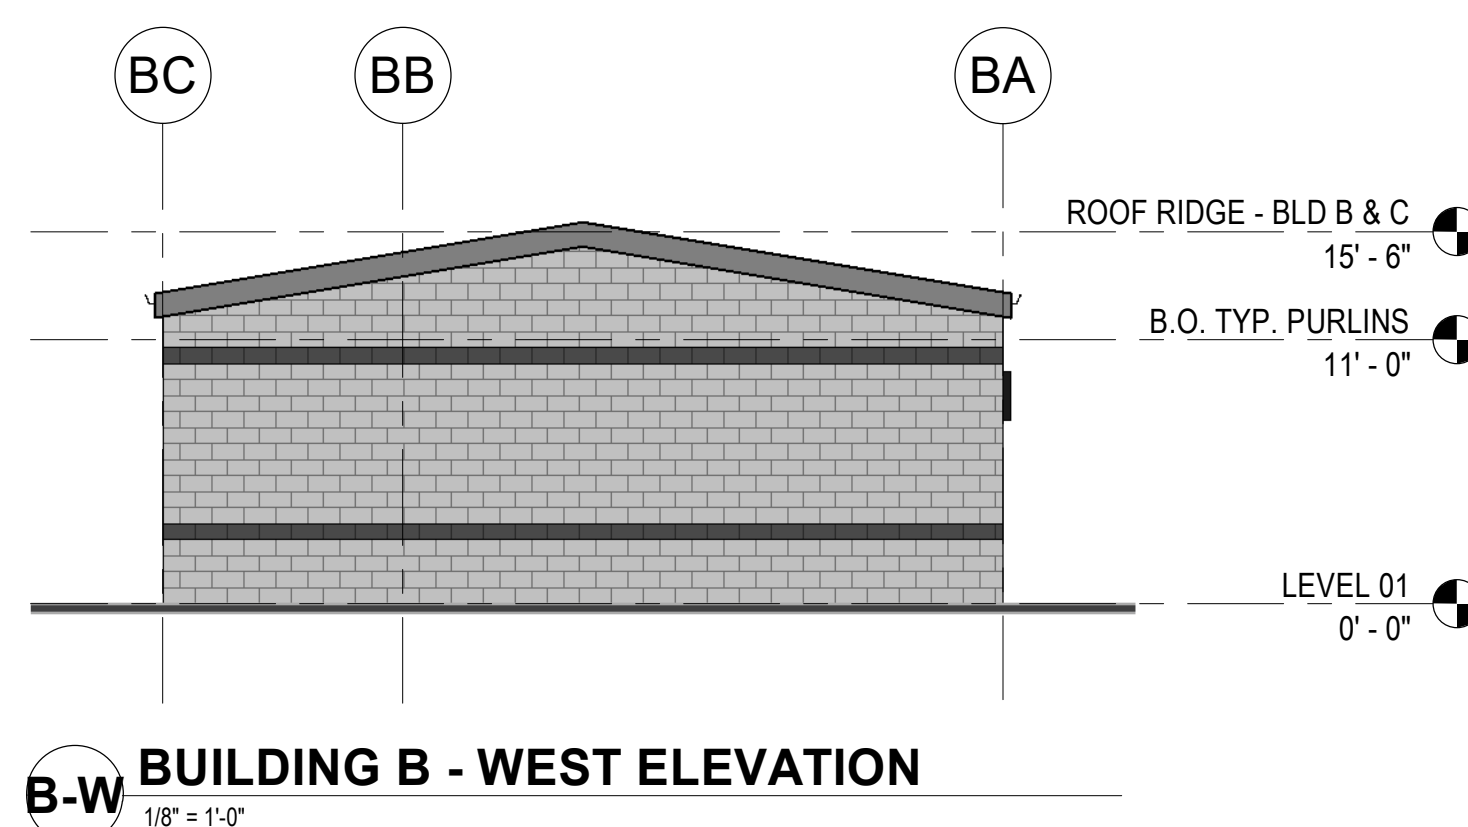 BC BB BA
ROOF RIDGE - BLD B & C
15' - 6"
B.O. TYP. PURLINS
11' - 0"
LEVEL 01
0' - 0"
B-W BUILDING B - WEST ELEVATION
1/8" = 1'-0"